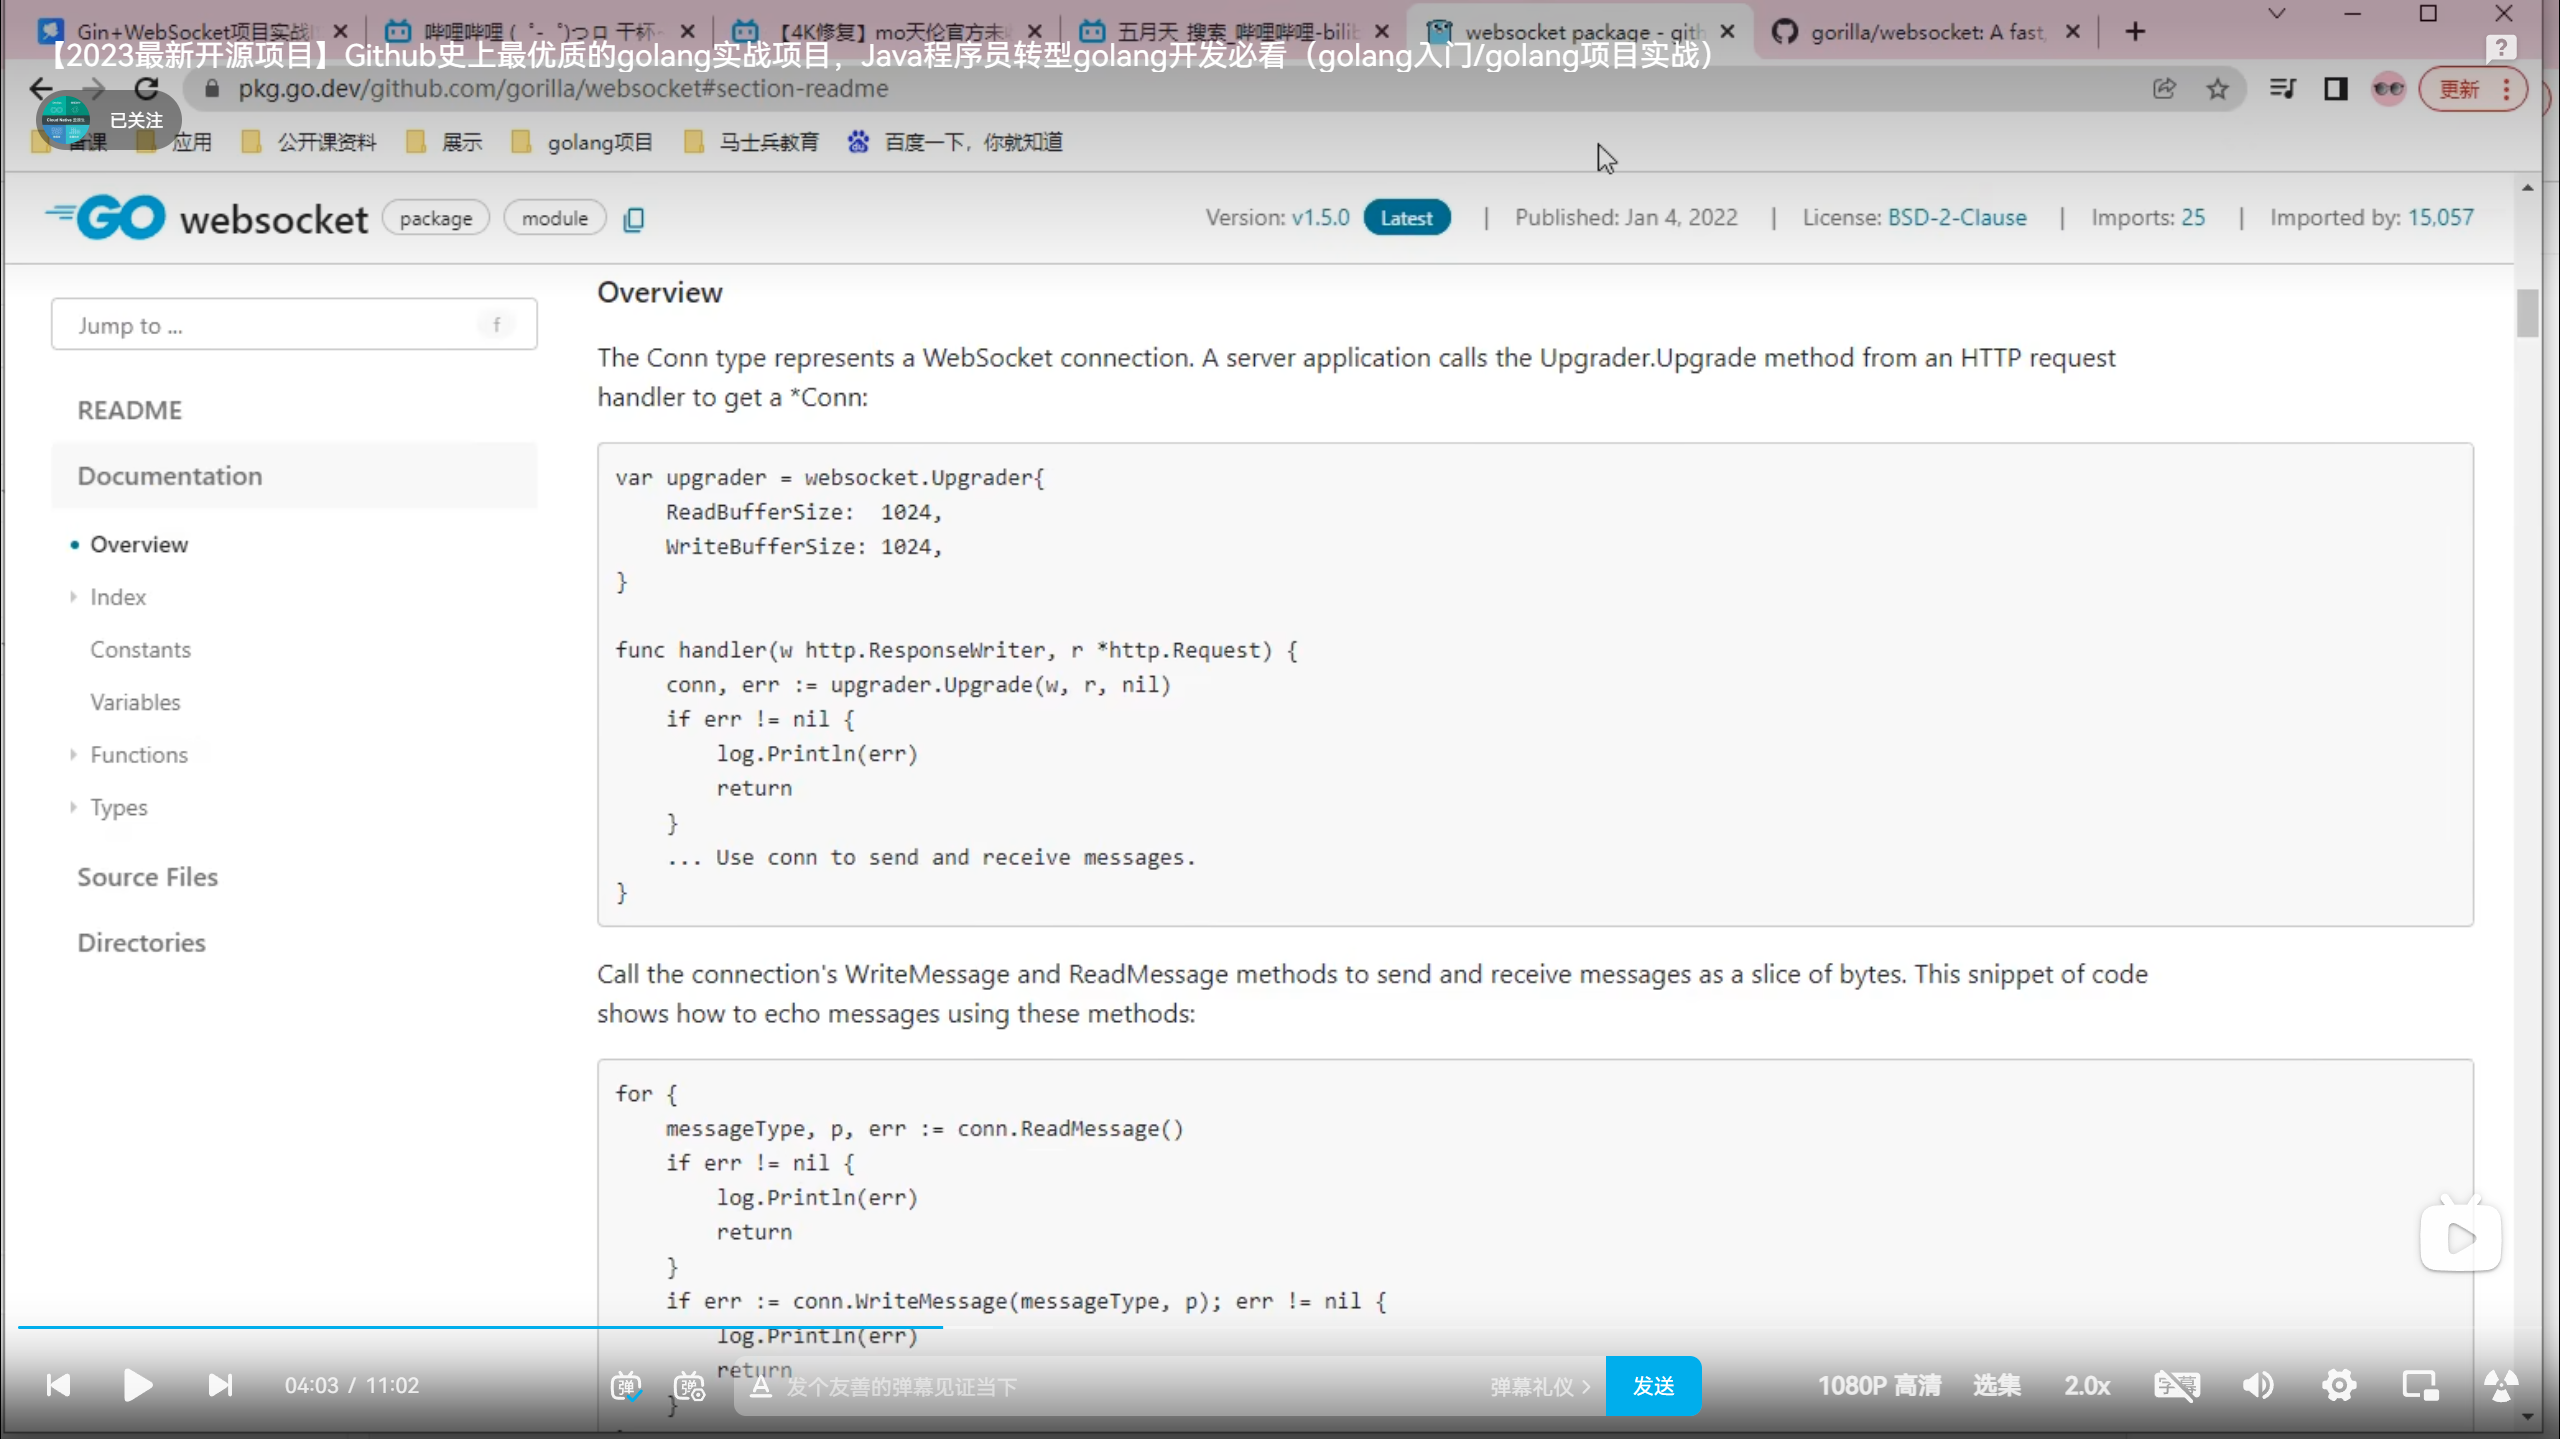 Gin+WebSocket项目实战
哔哩哔哩 (゜-゜)つロ 干杯~
【4K修复】mo天伦官方未
五月天 搜索_哔哩哔哩-bilib
websocket package - gith
gorilla/websocket: A fast,
【2023最新开源项目】Github史上最优质的golang实战项目，Java程序员转型golang开发必看（golang入门/golang项目实战）
pkg.go.dev/github.com/gorilla/websocket#section-readme
更新
已关注
备课
应用
公开课资料
展示
golang项目
马士兵教育
百度一下，你就知道
GO
websocket
package
module
Version: v1.5.0 Latest | Published: Jan 4, 2022 | License: BSD-2-Clause | Imports: 25 | Imported by: 15,057
Jump to ...
f
README
Documentation
Overview
Index
Constants
Variables
Functions
Types
Source Files
Directories
Overview
The Conn type represents a WebSocket connection. A server application calls the Upgrader.Upgrade method from an HTTP request
handler to get a *Conn:
var upgrader = websocket.Upgrader{
ReadBufferSize:  1024,
WriteBufferSize: 1024,
}
func handler(w http.ResponseWriter, r *http.Request) {
conn, err := upgrader.Upgrade(w, r, nil)
if err != nil {
log.Println(err)
return
}
... Use conn to send and receive messages.
}
Call the connection's WriteMessage and ReadMessage methods to send and receive messages as a slice of bytes. This snippet of code
shows how to echo messages using these methods:
for {
messageType, p, err := conn.ReadMessage()
if err != nil {
log.Println(err)
return
}
if err := conn.WriteMessage(messageType, p); err != nil {
log.Println(err)
return
}
04:03 / 11:02
弹
弹
A
发个友善的弹幕见证当下
弹幕礼仪 >
发送
1080P 高清
选集
2.0x
字幕